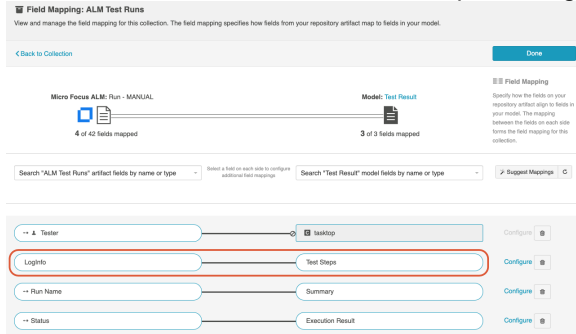 Field Mapping: ALM Test Runs
View and manage the field mapping for this collection. The field mapping specifies how fields from your repository artifact map to fields in your model.
Back to Collection
Done
Micro Focus ALM: Run - MANUAL
Model: Test Result
4 of 42 fields mapped
3 of 3 fields mapped
Field Mapping
Specify how the fields on your
repository artifact align to fields in
your model. The mapping
between the fields on each side
forms the field mapping for this
collection.
Search "ALM Test Runs" artifact fields by name or type
Select a field on each side to configure
additional field mappings
Search "Test Result" model fields by name or type
Suggest Mappings
Tester
C tasktop
Configure
LogInfo
Test Steps
Configure
Run Name
Summary
Configure
Status
Execution Result
Configure